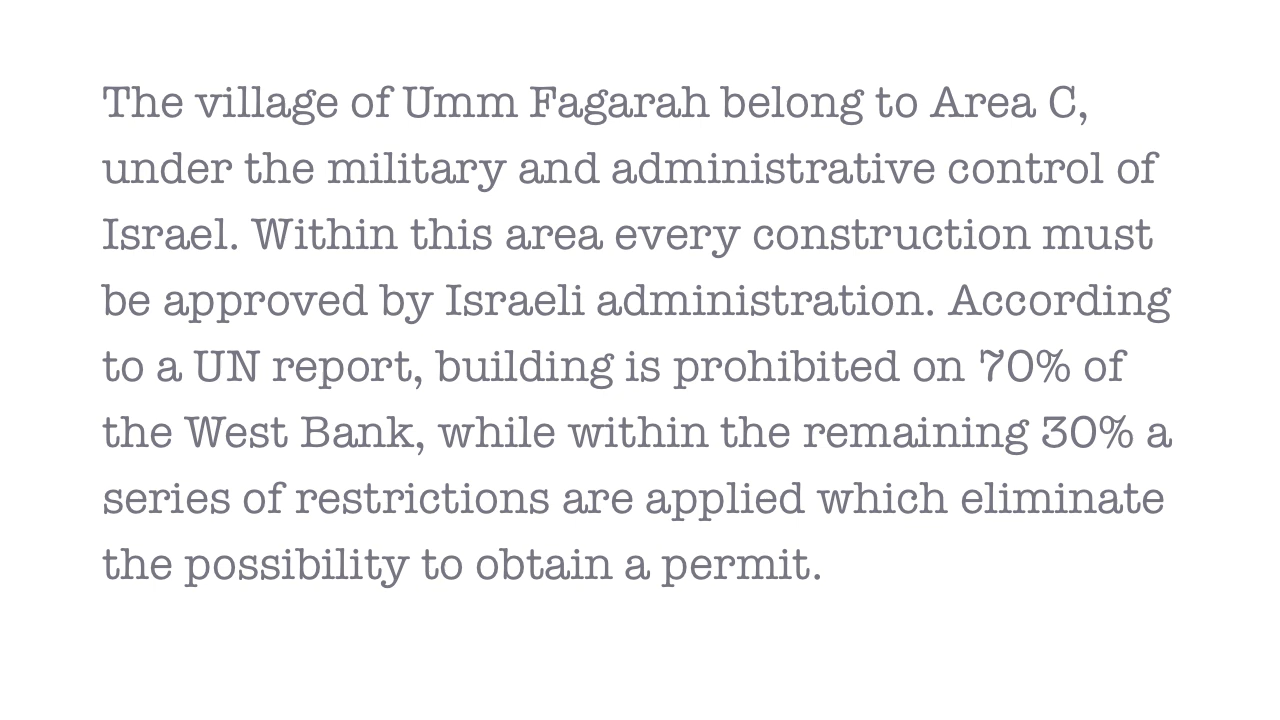 The village of Umm Fagarah belong to Area C,
under the military and administrative control of
Israel. Within this area every construction must
be approved by Israeli administration. According
to a UN report, building is prohibited on 70% of
the West Bank, while within the remaining 30% a
series of restrictions are applied which eliminate
the possibility to obtain a permit.